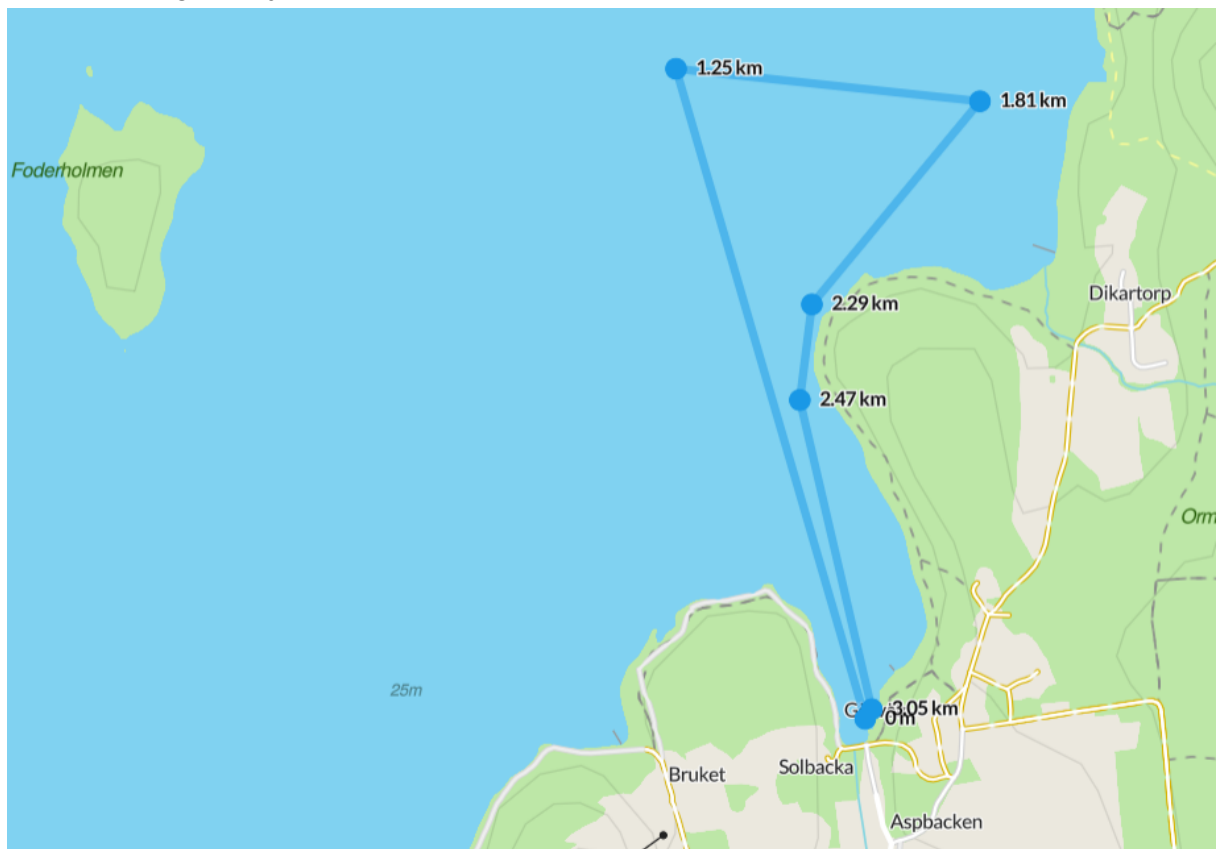 1.25 km
1.81 km
Foderholmen
2.29 km
Dikartorp
2.47 km
Orm
25m
3.05 km
0 m
Bruket
Solbacka
Aspbacken